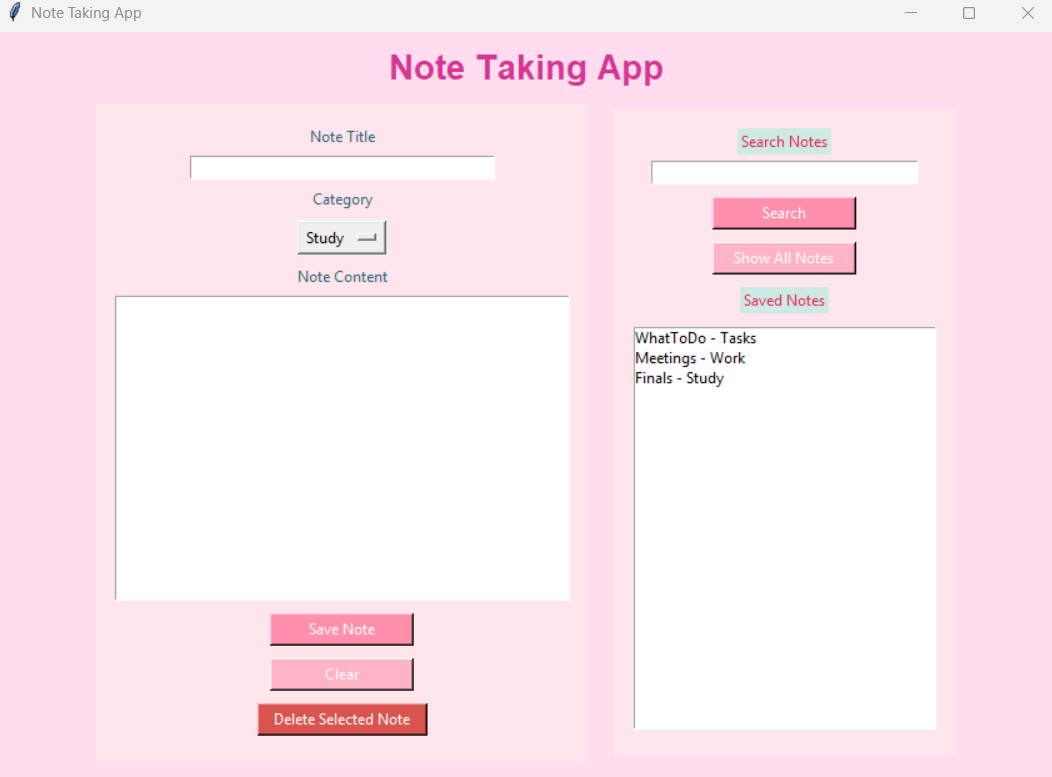 Note Taking App
Note Taking App
Note Title
Category
Study
Note Content
Save Note
Clear
Delete Selected Note
Search Notes
Search
Show All Notes
Saved Notes
WhatToDo - Tasks
Meetings - Work
Finals - Study